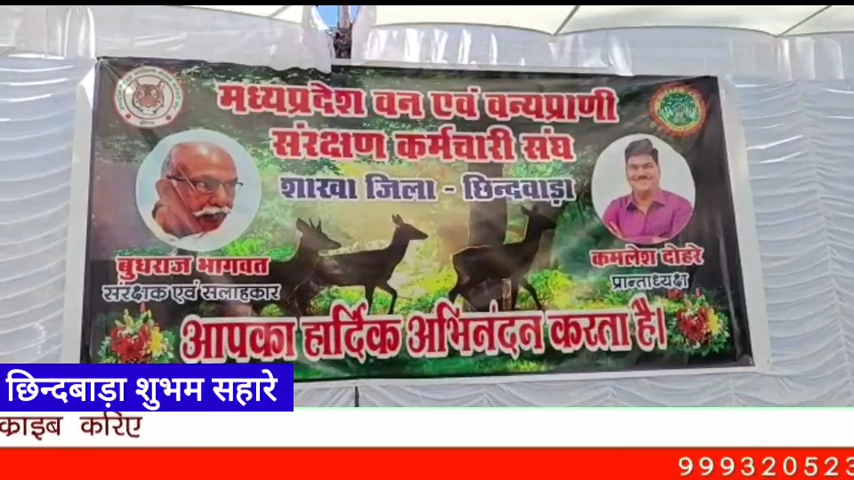 मध्यप्रदेश वन एवं वन्यप्राणी
संरक्षण कर्मचारी संघ
शाखा जिला - छिन्दवाड़ा
बुधराज भागवत
संरक्षक एवं सलाहकार
कमलेश दोहरे
प्रान्ताध्यक्ष
आपका हार्दिक अभिनंदन करता है।
छिन्दबाड़ा शुभम सहारे
क्राइब करिए
999320523